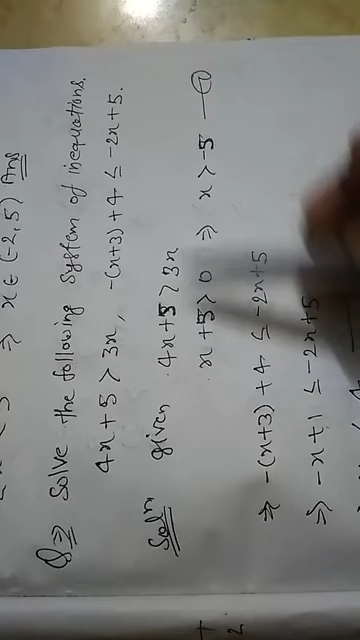 ⇒ x ∈ (-2, 5) Ans
Q⇒ Solve the following system of inequations.
4x+5 > 3x, -(x+3)+4 ≤ -2x+5.
Soln given 4x+5 > 3x
x+5 > 0 ⇒ x > -5 —①
⇒ -(x+3)+4 ≤ -2x+5
⇒ -x+1 ≤ -2x+5